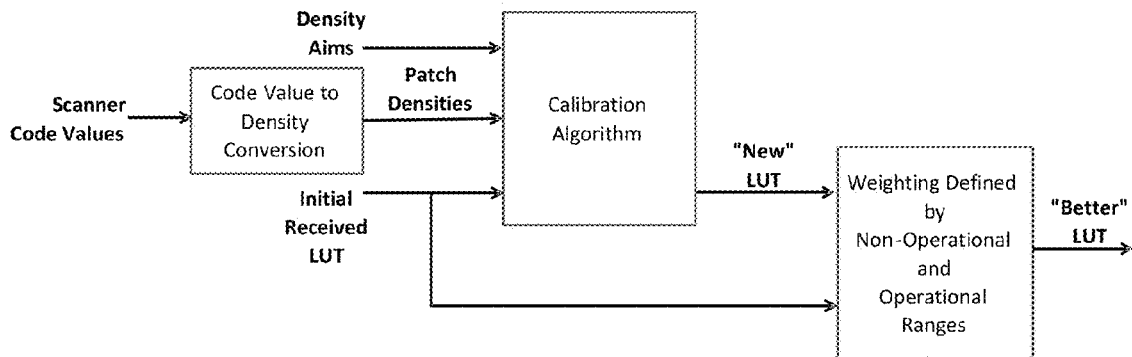 Density
Aims
Scanner
Code Values
Code Value to
Density
Conversion
Patch
Densities
Initial
Received
LUT
Calibration
Algorithm
"New"
LUT
Weighting Defined
by
Non-Operational
and
Operational
Ranges
"Better"
LUT